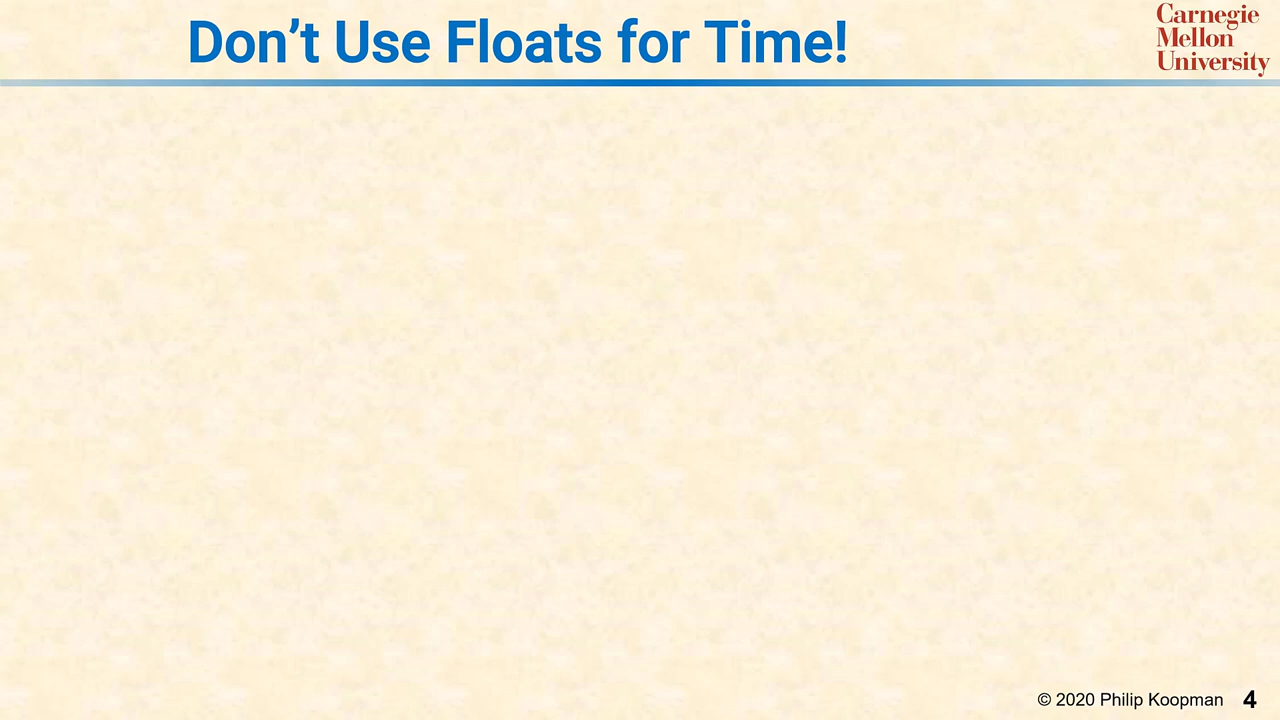 Don’t Use Floats for Time!
Carnegie
Mellon
University
© 2020 Philip Koopman 4